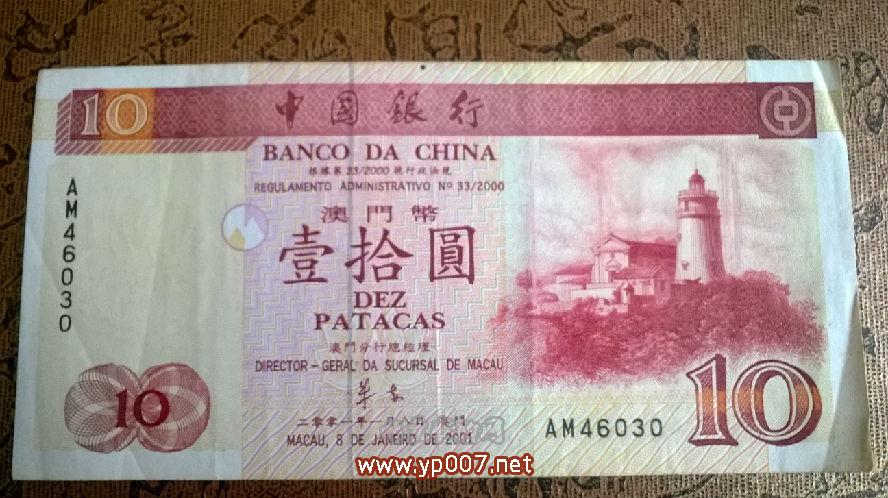 10 中國銀行
BANCO DA CHINA
根據第33/2000號行政法規
REGULAMENTO ADMINISTRATIVO Nº 33/2000
澳門幣
壹拾圓
DEZ
PATACAS
澳門分行總經理
DIRECTOR - GERAL DA SUCURSAL DE MACAU
二零零一年一月八日 澳門
MACAU, 8 DE JANEIRO DE 2001
AM46030
10
AM46030
10
www.yp007.net